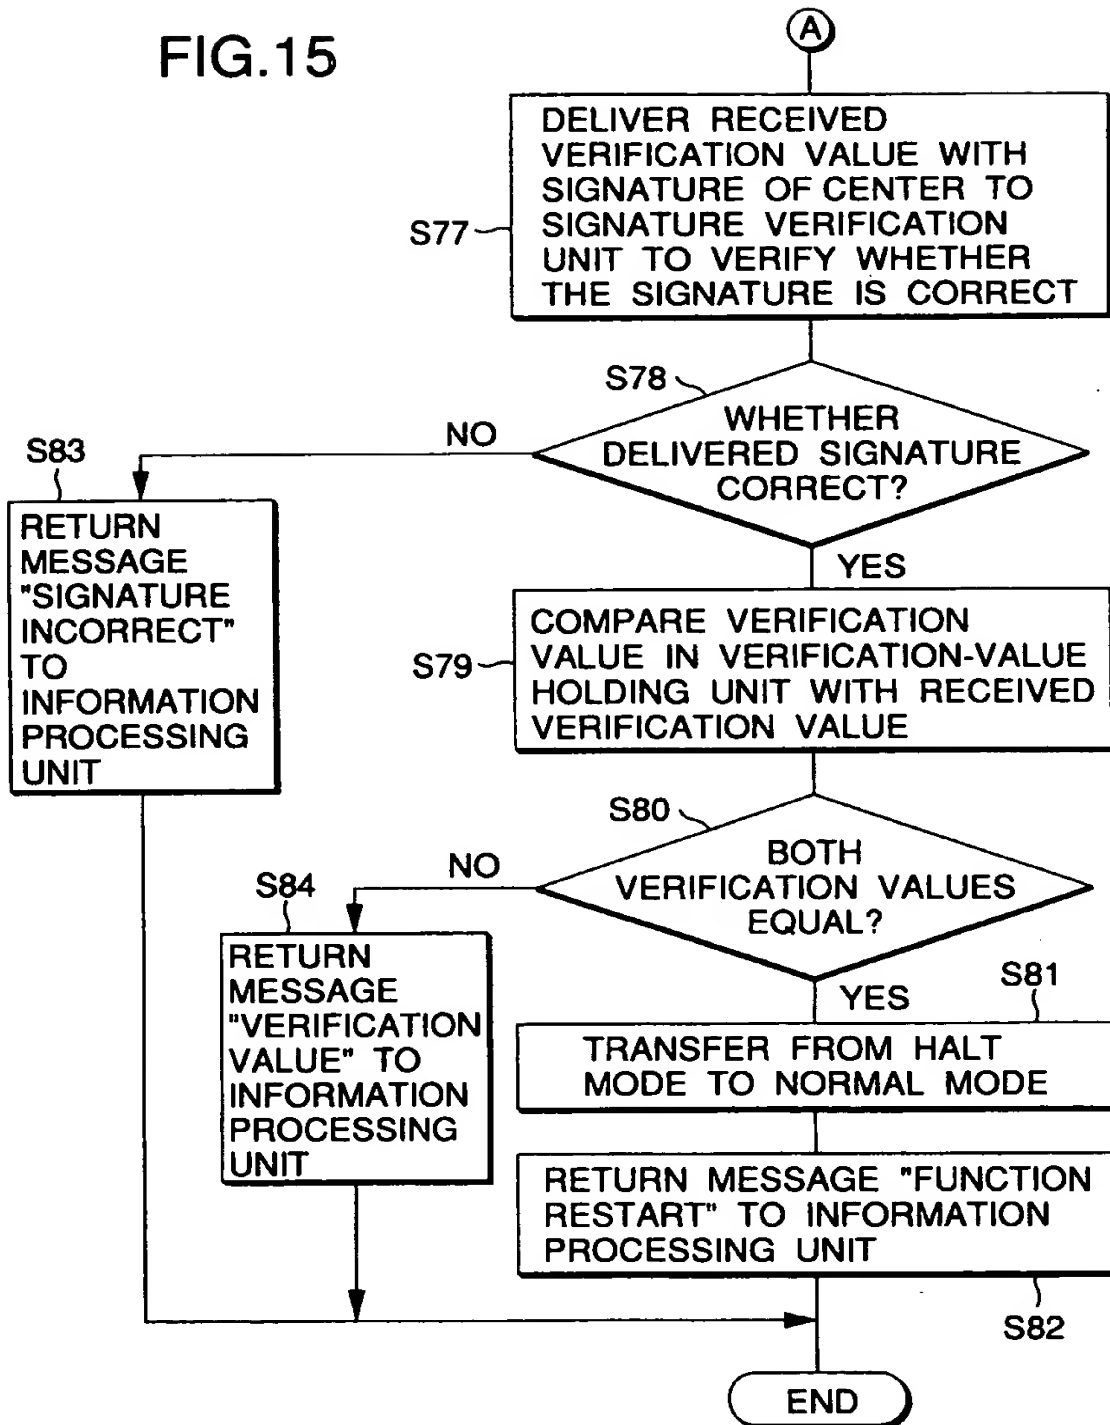 FIG.15
A
DELIVER RECEIVED
VERIFICATION VALUE WITH
SIGNATURE OF CENTER TO
SIGNATURE VERIFICATION
UNIT TO VERIFY WHETHER
THE SIGNATURE IS CORRECT
S77
S78
WHETHER
DELIVERED SIGNATURE
CORRECT?
NO
YES
S83
RETURN
MESSAGE
"SIGNATURE
INCORRECT"
TO
INFORMATION
PROCESSING
UNIT
S79
COMPARE VERIFICATION
VALUE IN VERIFICATION-VALUE
HOLDING UNIT WITH RECEIVED
VERIFICATION VALUE
S80
BOTH
VERIFICATION VALUES
EQUAL?
NO
YES
S84
RETURN
MESSAGE
"VERIFICATION
VALUE" TO
INFORMATION
PROCESSING
UNIT
S81
TRANSFER FROM HALT
MODE TO NORMAL MODE
RETURN MESSAGE "FUNCTION
RESTART" TO INFORMATION
PROCESSING UNIT
S82
END